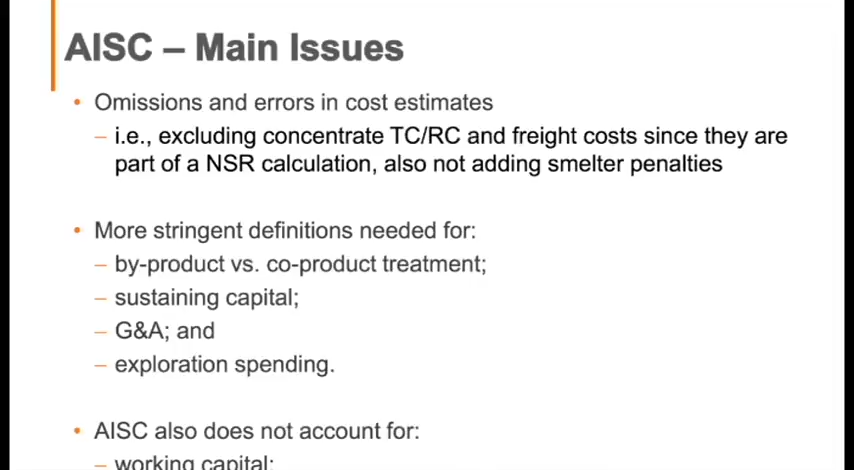 AISC – Main Issues
• Omissions and errors in cost estimates
– i.e., excluding concentrate TC/RC and freight costs since they are
part of a NSR calculation, also not adding smelter penalties
• More stringent definitions needed for:
– by-product vs. co-product treatment;
– sustaining capital;
– G&A; and
– exploration spending.
• AISC also does not account for:
– working capital;